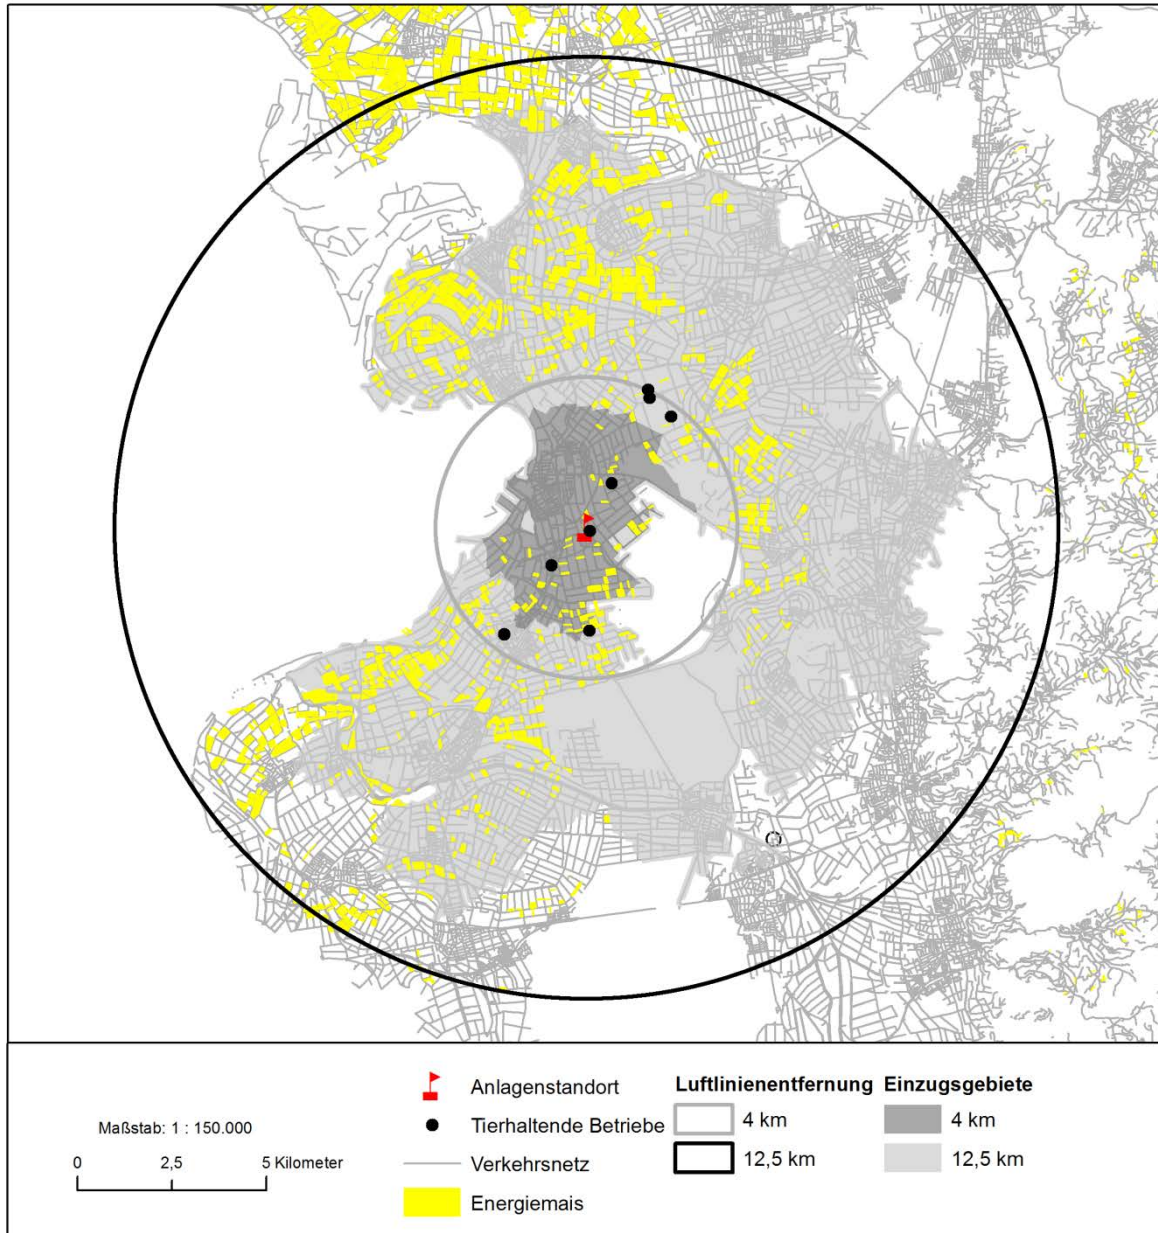 Maßstab: 1 : 150.000
0 2,5 5 Kilometer
Anlagenstandort
Tierhaltende Betriebe
Verkehrsnetz
Energiemais
Luftlinienentfernung
4 km
12,5 km
Einzugsgebiete
4 km
12,5 km